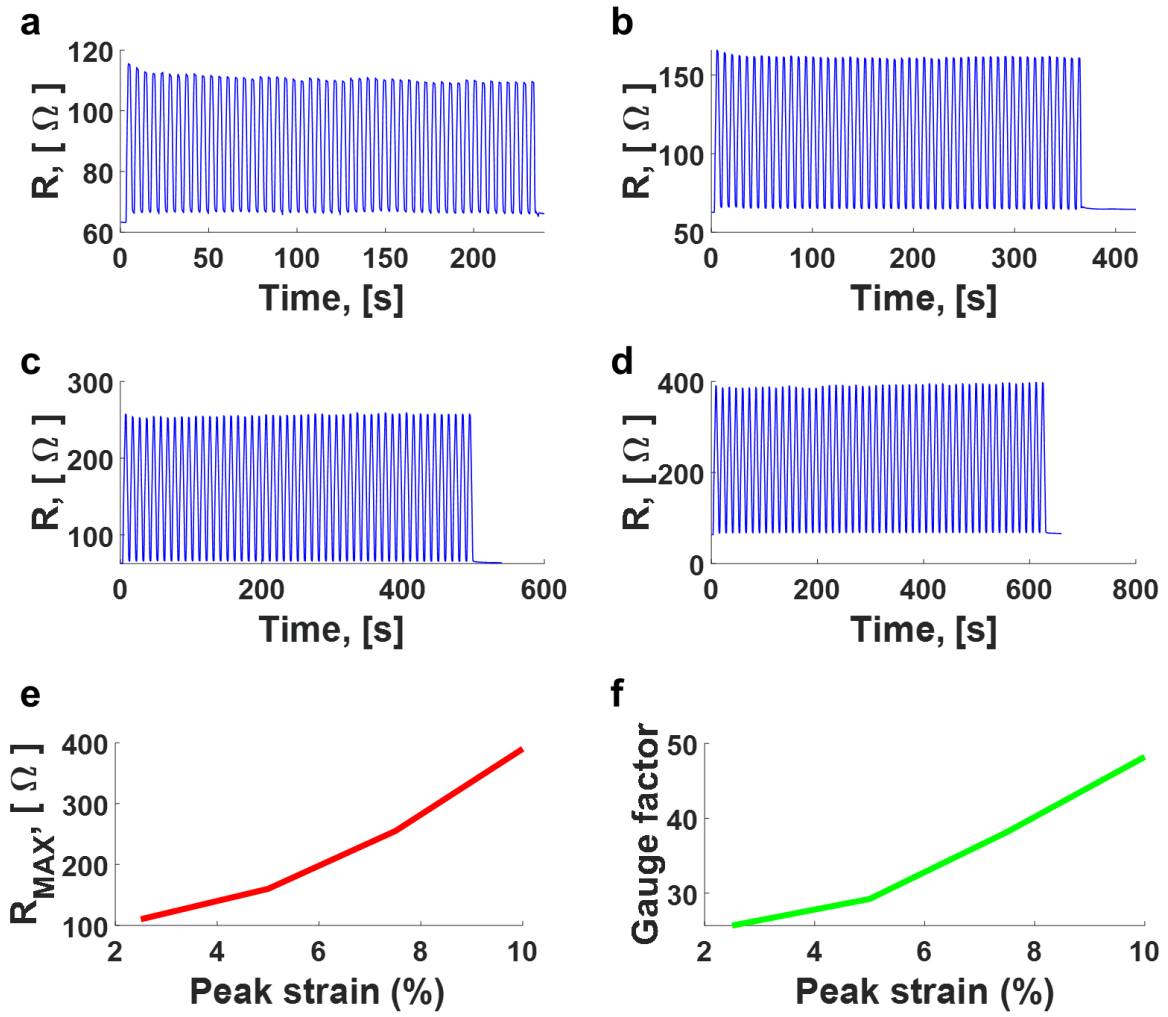 a
120
100
80
60
R, [ Ω ]
0 50 100 150 200
Time, [s]
b
150
100
50
R, [ Ω ]
0 100 200 300 400
Time, [s]
c
300
200
100
R, [ Ω ]
0 200 400 600
Time, [s]
d
400
200
0
R, [ Ω ]
0 200 400 600 800
Time, [s]
e
400
300
200
100
R_MAX, [ Ω ]
2 4 6 8 10
Peak strain (%)
f
50
40
30
Gauge factor
2 4 6 8 10
Peak strain (%)